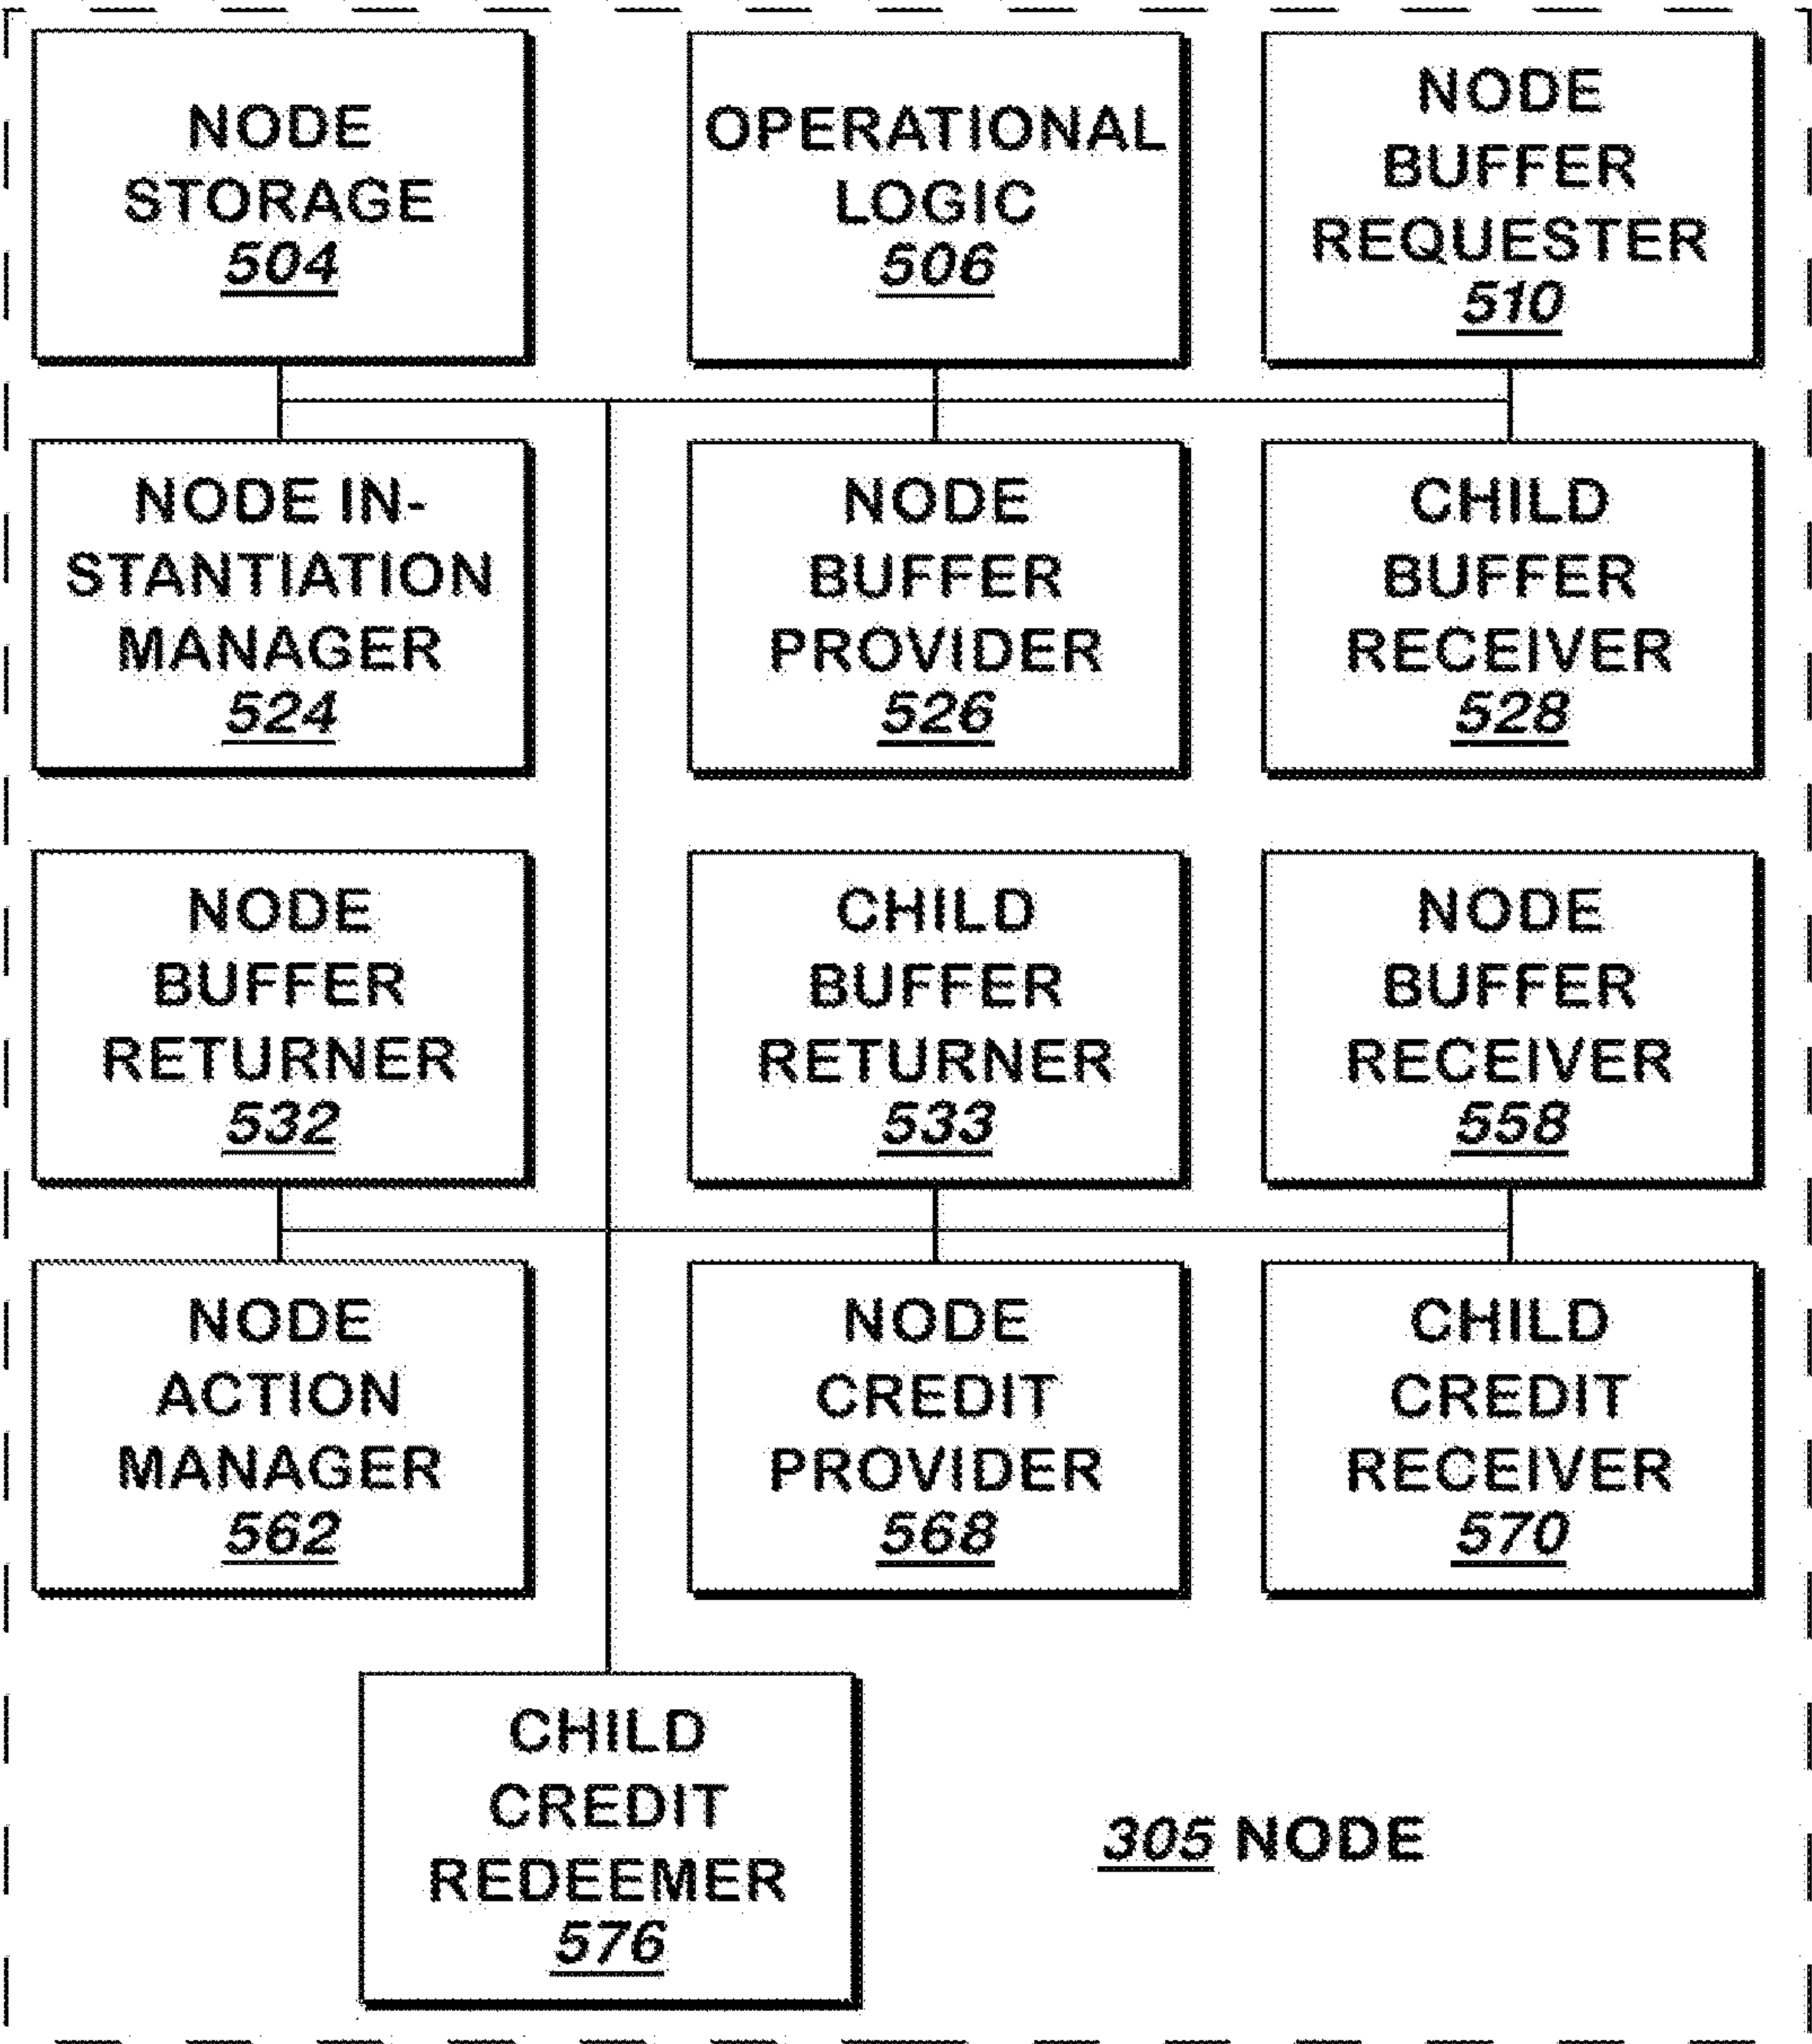 NODE
STORAGE
504
OPERATIONAL
LOGIC
506
NODE
BUFFER
REQUESTER
510
NODE IN-
STANTIATION
MANAGER
524
NODE
BUFFER
PROVIDER
526
CHILD
BUFFER
RECEIVER
528
NODE
BUFFER
RETURNER
532
CHILD
BUFFER
RETURNER
533
NODE
BUFFER
RECEIVER
558
NODE
ACTION
MANAGER
562
NODE
CREDIT
PROVIDER
568
CHILD
CREDIT
RECEIVER
570
CHILD
CREDIT
REDEEMER
576
305 NODE